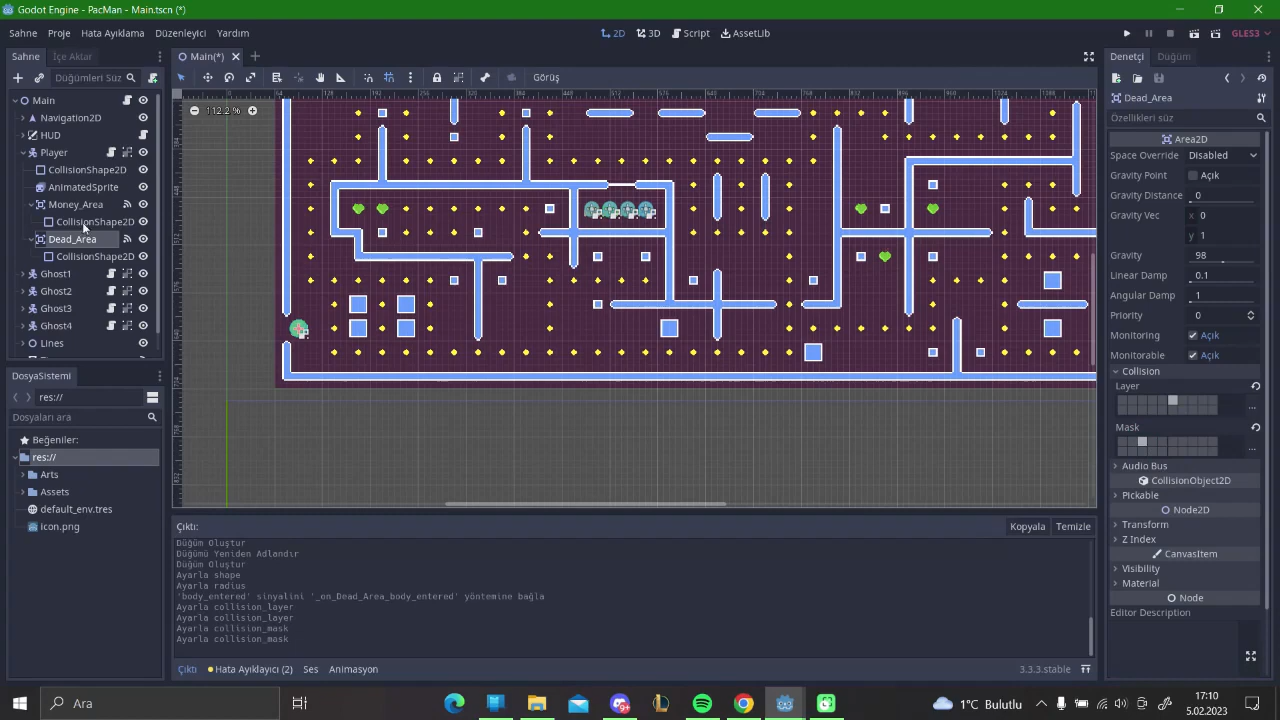 Godot Engine - PacMan - Main.tscn (*)
Sahne Proje Hata Ayıklama Düzenleyici Yardım
2D 3D Script AssetLib
GLES3
Sahne İçe Aktar
Düğümleri Süz
Main
Navigation2D
HUD
Player
CollisionShape2D
AnimatedSprite
Money_Area
CollisionShape2D
Dead_Area
CollisionShape2D
Ghost1
Ghost2
Ghost3
Ghost4
Lines
DosyaSistemi
res://
Dosyaları ara
Beğeniler:
res://
Arts
Assets
default_env.tres
icon.png
Main(*)
Görüş
112.2 %
Çıktı:
Kopyala Temizle
Düğüm Oluştur
Düğümü Yeniden Adlandır
Düğüm Oluştur
Ayarla shape
Ayarla radius
'body_entered' sinyalini '_on_Dead_Area_body_entered' yöntemine bağla
Ayarla collision_layer
Ayarla collision_layer
Ayarla collision_mask
Ayarla collision_mask
Çıktı Hata Ayıklayıcı (2) Ses Animasyon
3.3.3.stable
Denetçi Düğüm
Dead_Area
Özellikleri süz
Area2D
Space Override Disabled
Gravity Point Açık
Gravity Distance 0
Gravity Vec x 0
y 1
Gravity 98
Linear Damp 0.1
Angular Damp 1
Priority 0
Monitoring Açık
Monitorable Açık
Collision
Layer
...
Mask
...
Audio Bus
CollisionObject2D
Pickable
Node2D
Transform
Z Index
CanvasItem
Visibility
Material
Node
Editor Description
Ara
1°C Bulutlu
17:10
5.02.2023